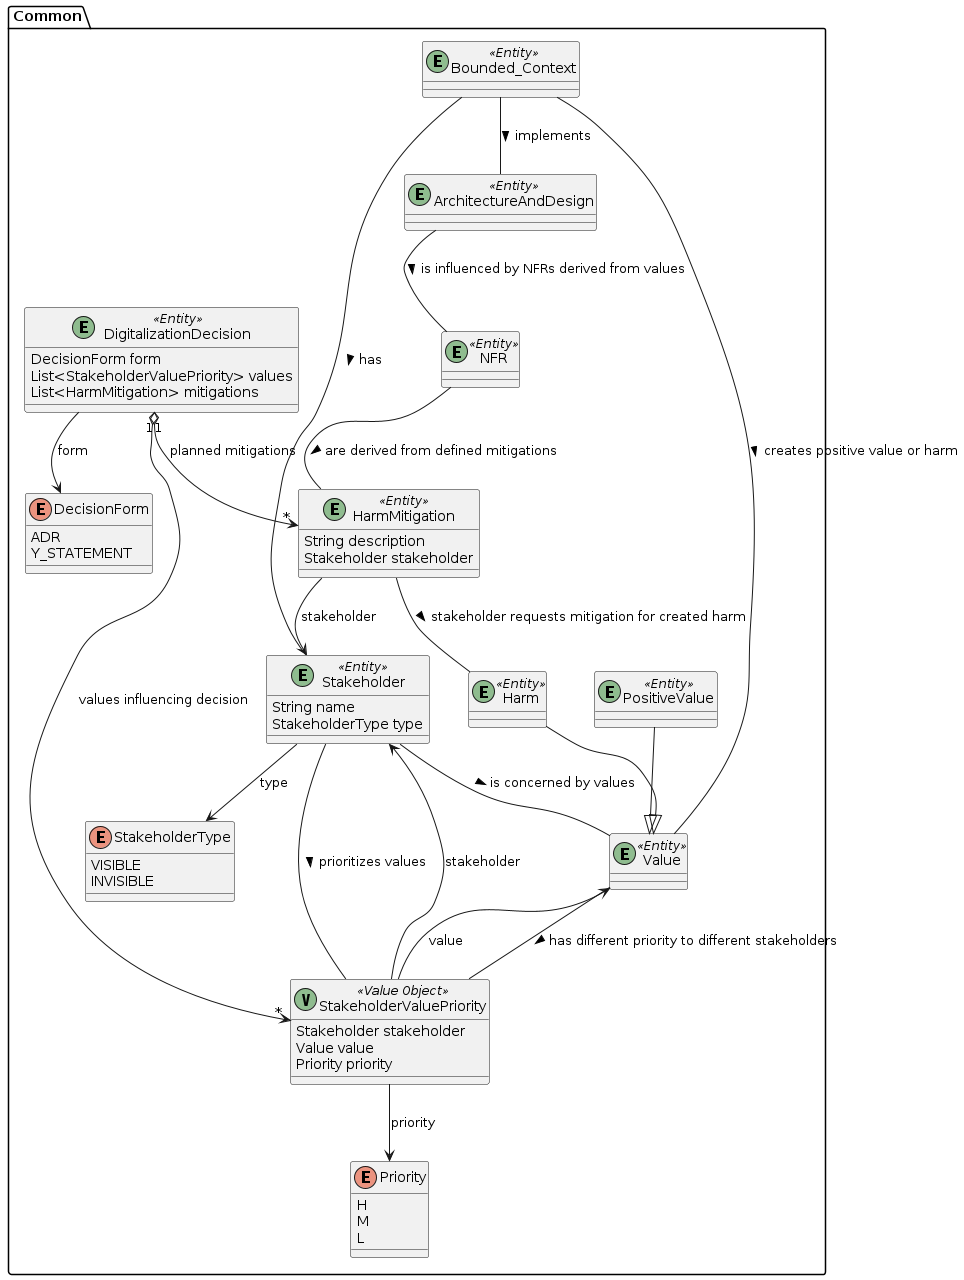 Common
E
«Entity»
Bounded_Context
implements
E
«Entity»
ArchitectureAndDesign
is influenced by NFRs derived from values
E
«Entity»
DigitalizationDecision
DecisionForm form
List<StakeholderValuePriority> values
List<HarmMitigation> mitigations
E
«Entity»
NFR
has
1
1
form
planned mitigations
are derived from defined mitigations
creates positive value or harm
E
DecisionForm
ADR
Y_STATEMENT
*
E
«Entity»
HarmMitigation
String description
Stakeholder stakeholder
stakeholder
stakeholder requests mitigation for created harm
E
«Entity»
Stakeholder
String name
StakeholderType type
E
«Entity»
Harm
E
«Entity»
PositiveValue
values influencing decision
type
is concerned by values
E
StakeholderType
VISIBLE
INVISIBLE
prioritizes values
stakeholder
E
«Entity»
Value
value
has different priority to different stakeholders
*
V
«Value Object»
StakeholderValuePriority
Stakeholder stakeholder
Value value
Priority priority
priority
E
Priority
H
M
L